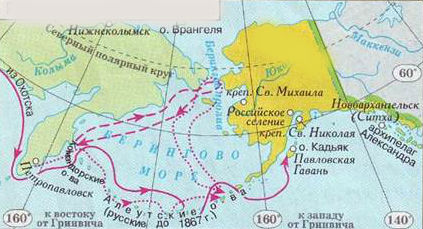 Нижнеколымск
о. Врангеля
Северный полярный круг
Колыма
Берингов пролив
Юкон
Маккензи
60°
из Охотска
креп. Св. Михаила
Российское
селение
Новоархангельск
(Ситха)
креп. Св. Николая
архипелаг
Александра
о. Кадьяк
Павловская
Гавань
БЕРИНГОВО
МОРЕ
Командорские
о-ва
Петропавловск
Алеутские о-ва
(русские до 1867 г.)
160°
к востоку
от Гринвича
180°
160°
к западу
от Гринвича
140°